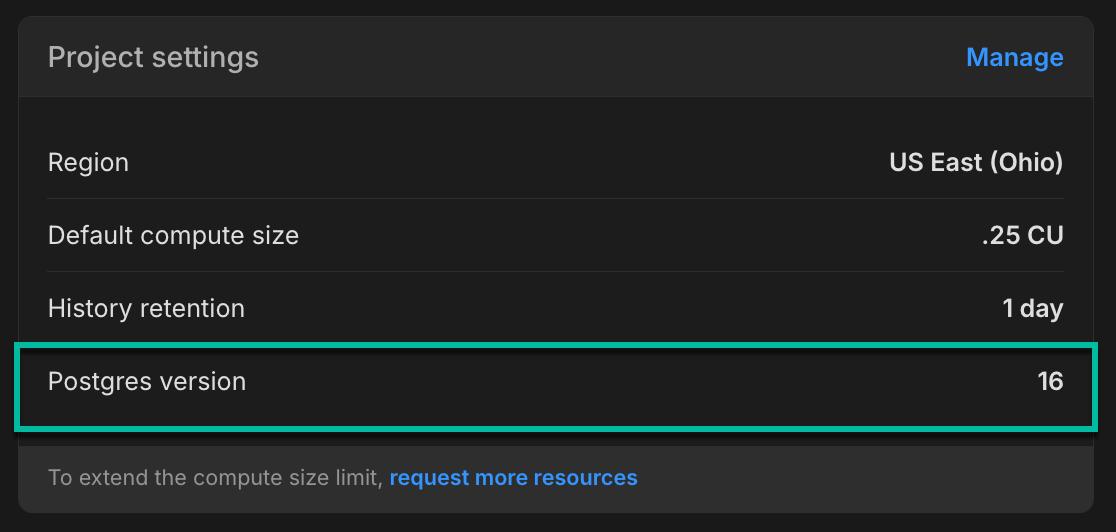 Project settings
Manage
Region
US East (Ohio)
Default compute size
.25 CU
History retention
1 day
Postgres version
16
To extend the compute size limit, request more resources